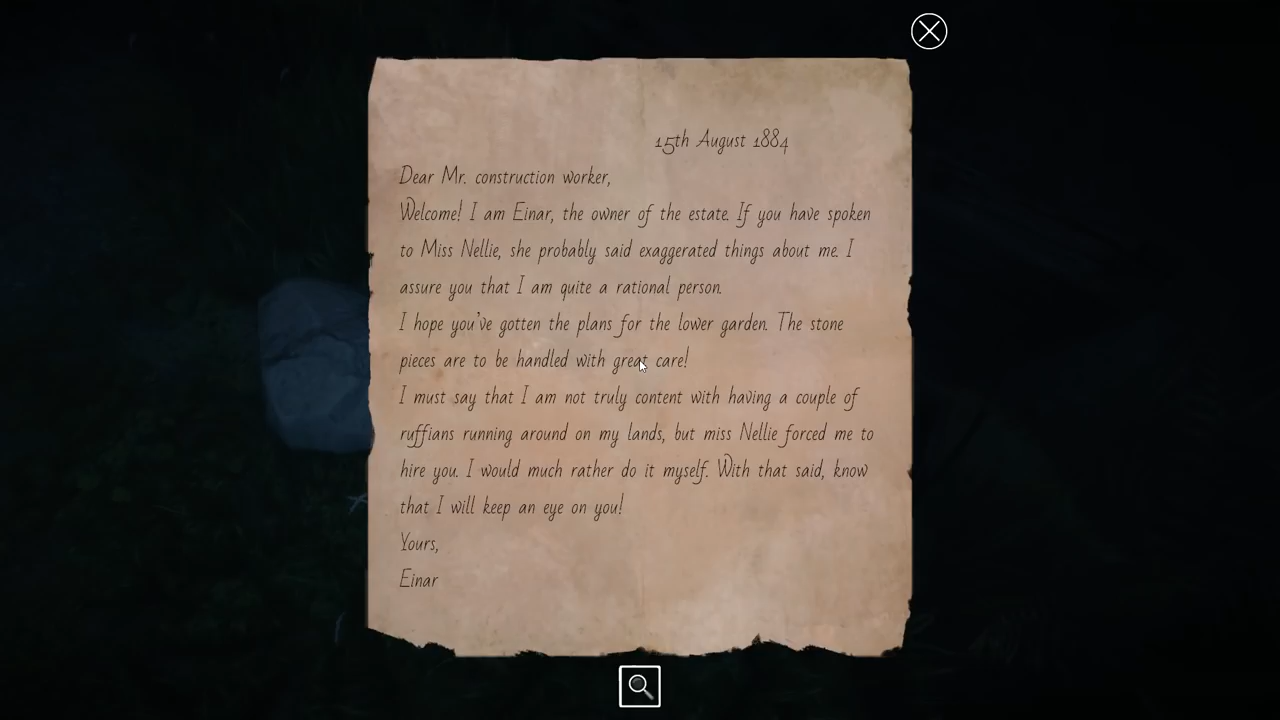 15th August 1884
Dear Mr. construction worker,
Welcome! I am Einar, the owner of the estate. If you have spoken
to Miss Nellie, she probably said exaggerated things about me. I
assure you that I am quite a rational person.
I hope you've gotten the plans for the lower garden. The stone
pieces are to be handled with great care!
I must say that I am not truly content with having a couple of
ruffians running around on my lands, but miss Nellie forced me to
hire you. I would much rather do it myself. With that said, know
that I will keep an eye on you!
Yours,
Einar